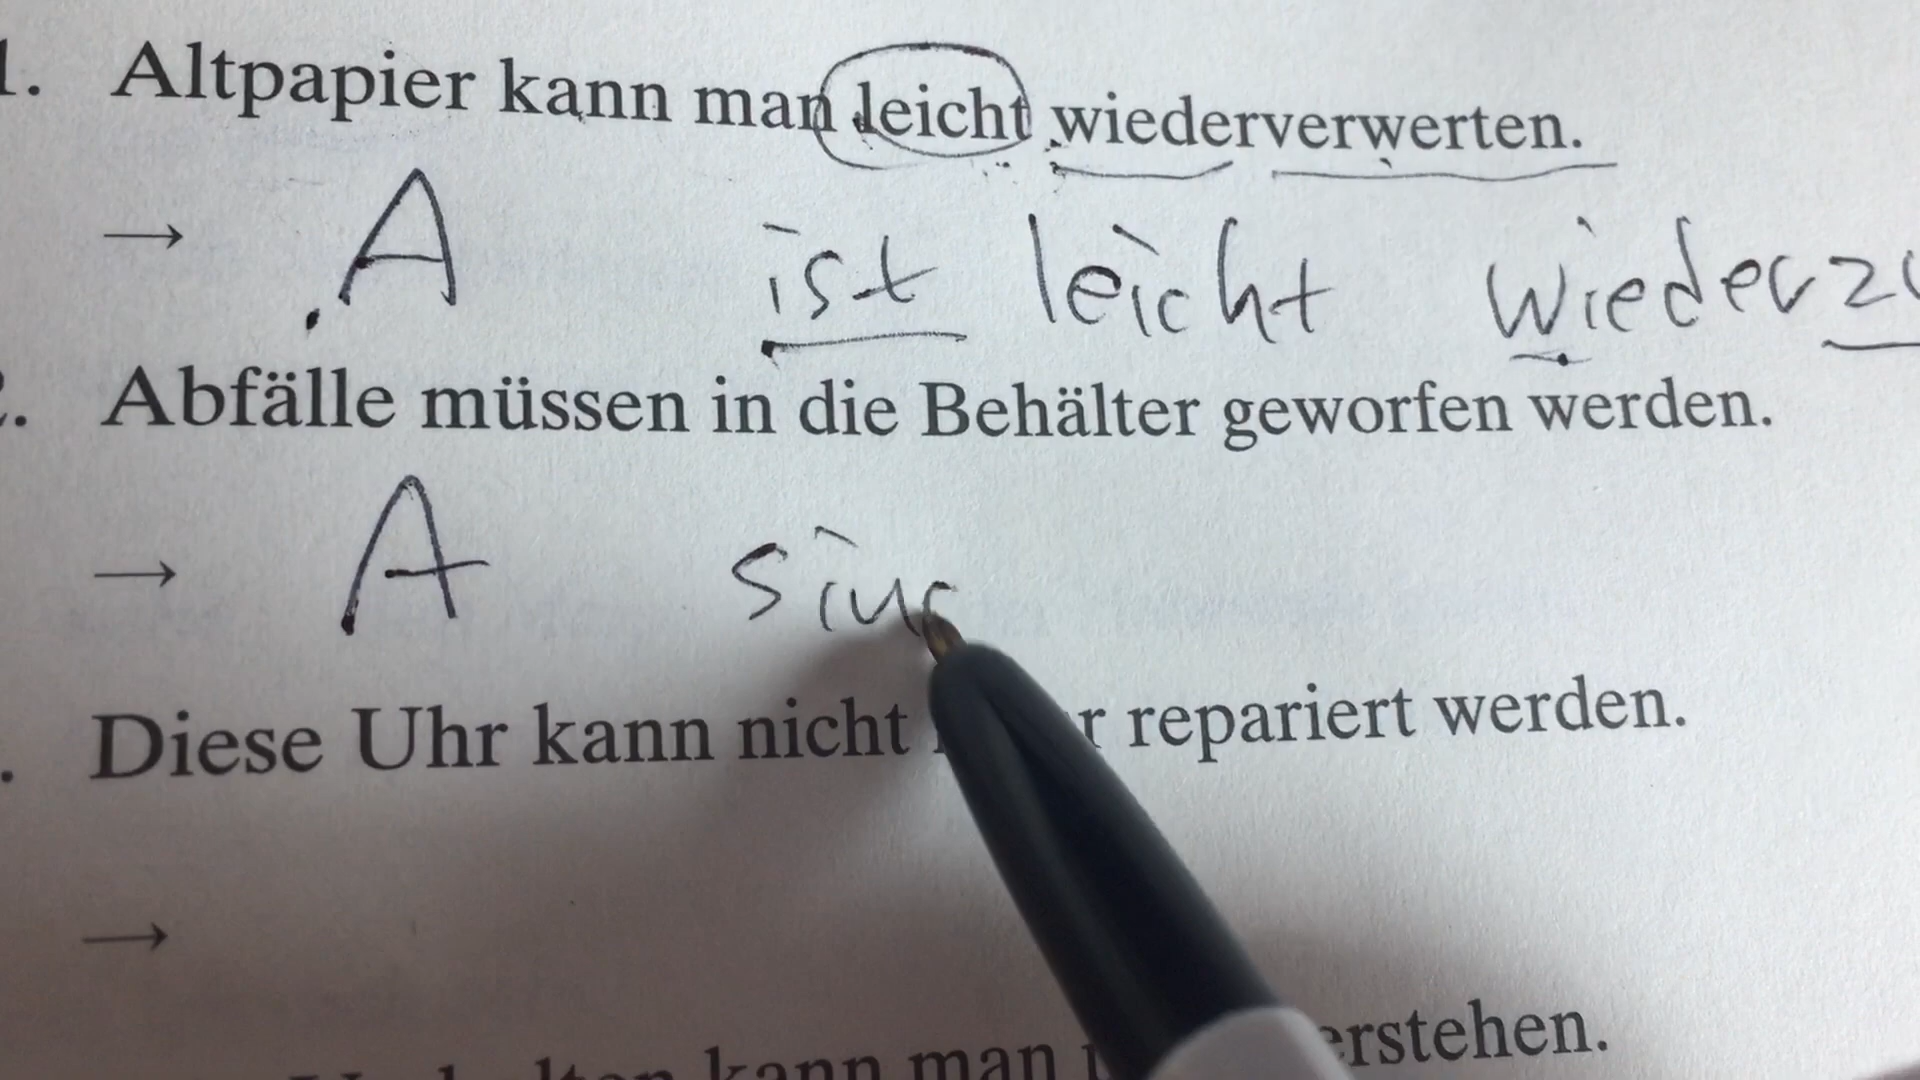 1. Altpapier kann man leicht wiederverwerten.
→ A ist leicht wiederzu
2. Abfälle müssen in die Behälter geworfen werden.
→ A sin
. Diese Uhr kann nicht r repariert werden.
→
kann man erstehen.